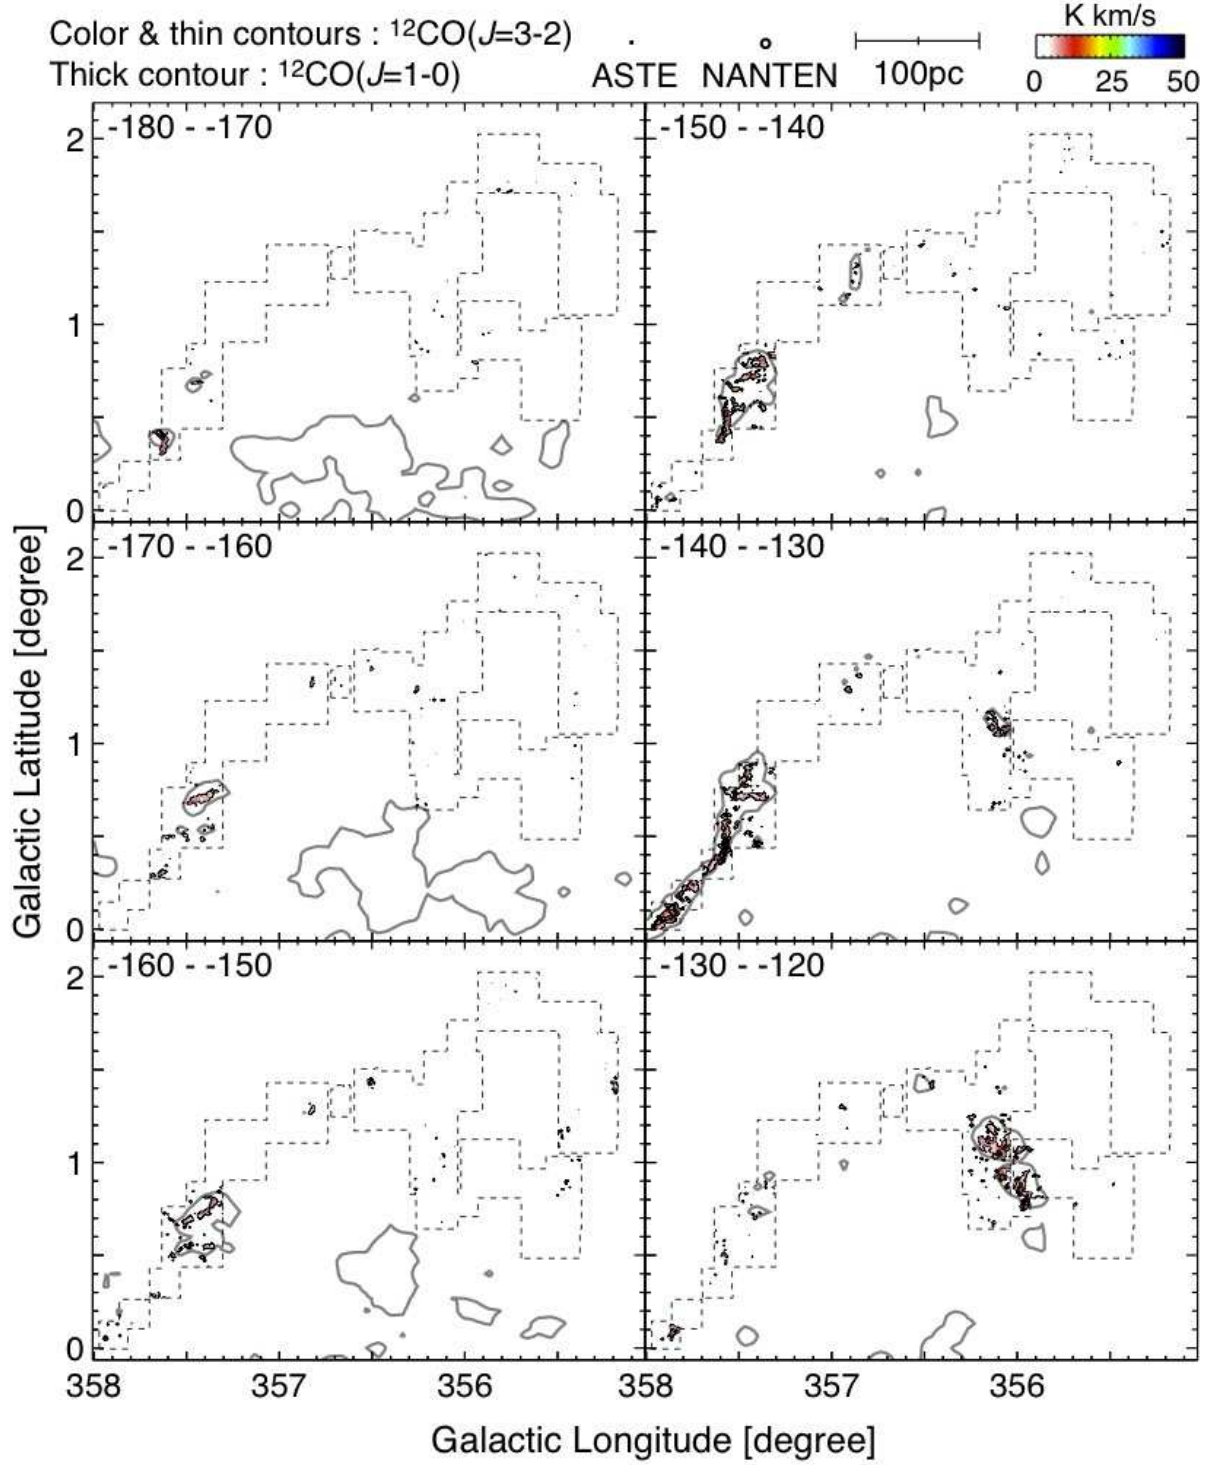 Color & thin contours : ¹²CO(J=3-2)
Thick contour : ¹²CO(J=1-0)
ASTE NANTEN 100pc
K km/s
0 25 50
-180 - -170
-150 - -140
2
1
0
-170 - -160
-140 - -130
2
1
0
-160 - -150
-130 - -120
2
1
0
358 357 356 358 357 356
Galactic Latitude [degree]
Galactic Longitude [degree]